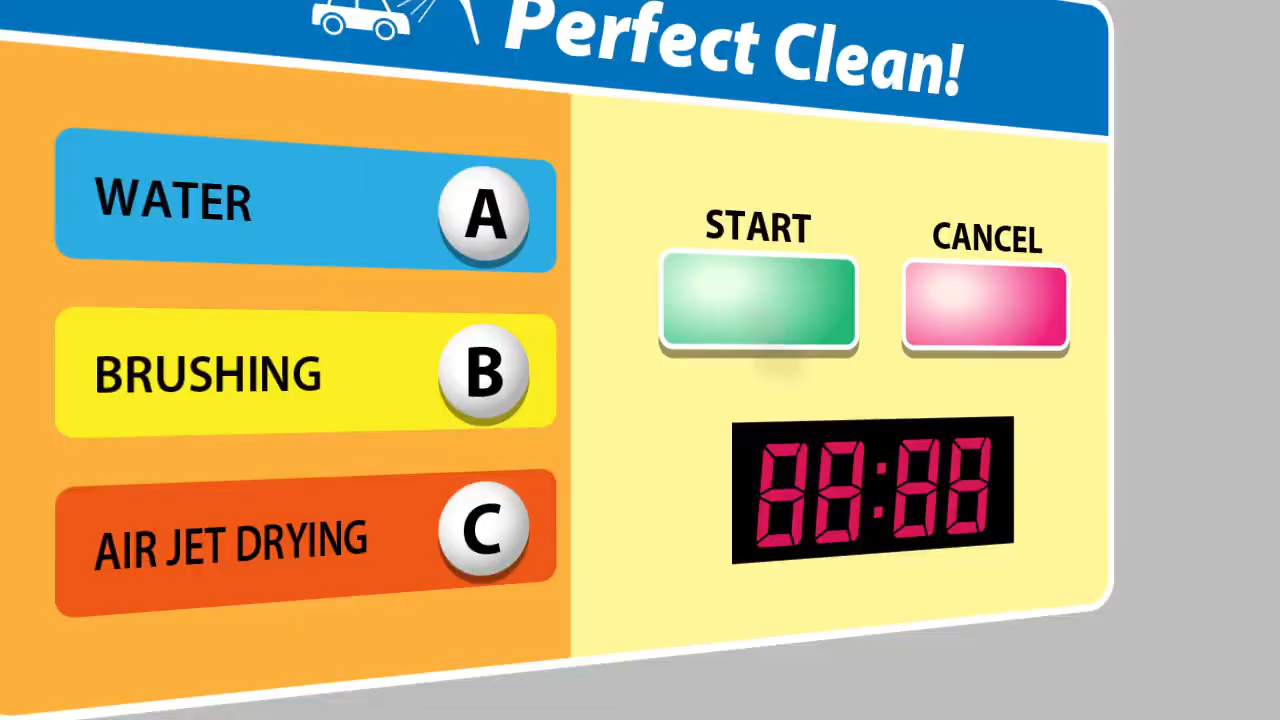 Perfect Clean!
WATER A
BRUSHING B
AIR JET DRYING C
START
CANCEL
88:88